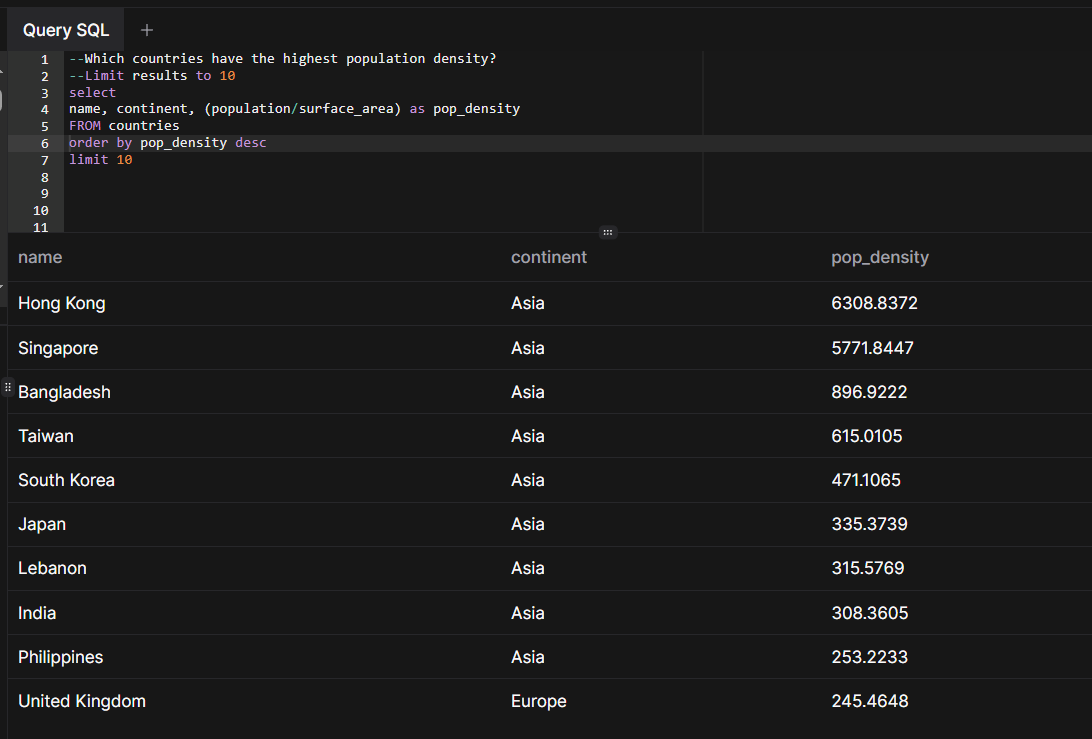 Query SQL +
1 --Which countries have the highest population density?
2 --Limit results to 10
3 select
4 name, continent, (population/surface_area) as pop_density
5 FROM countries
6 order by pop_density desc
7 limit 10
8
9
10
11
name continent pop_density
Hong Kong Asia 6308.8372
Singapore Asia 5771.8447
Bangladesh Asia 896.9222
Taiwan Asia 615.0105
South Korea Asia 471.1065
Japan Asia 335.3739
Lebanon Asia 315.5769
India Asia 308.3605
Philippines Asia 253.2233
United Kingdom Europe 245.4648